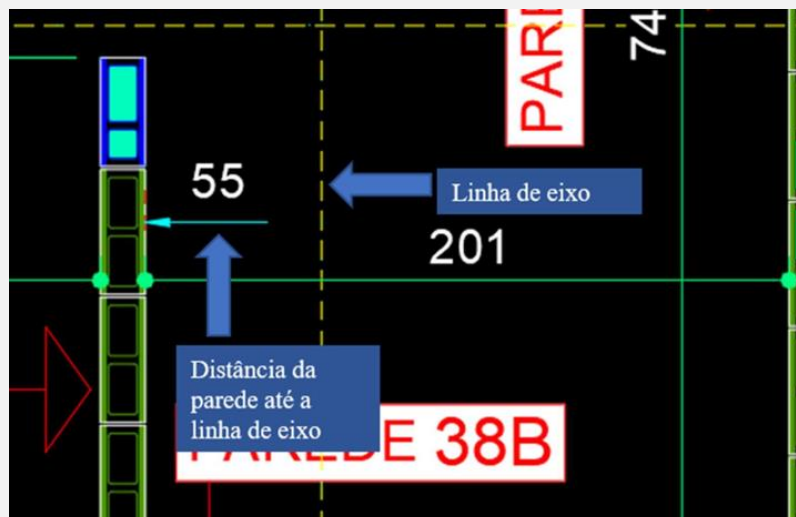 PARE
74
55
Linha de eixo
201
Distância da
parede até a
linha de eixo
PAREDE 38B